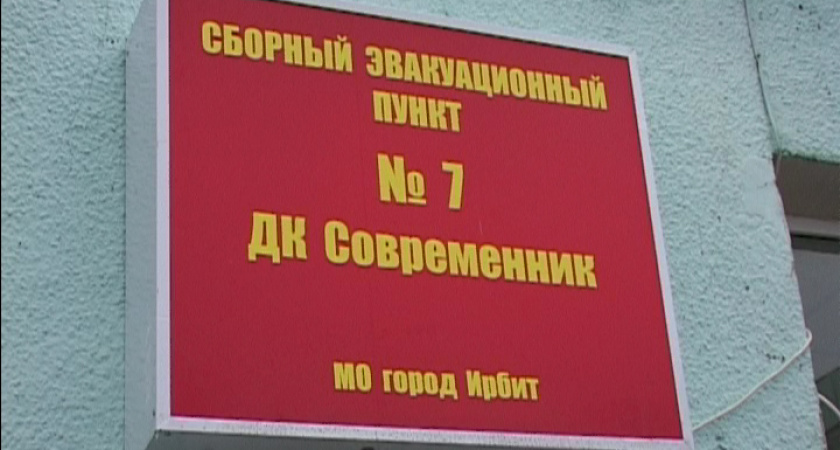 СБОРНЫЙ ЭВАКУАЦИОННЫЙ
ПУНКТ
№ 7
ДК Современник
МО город Ирбит